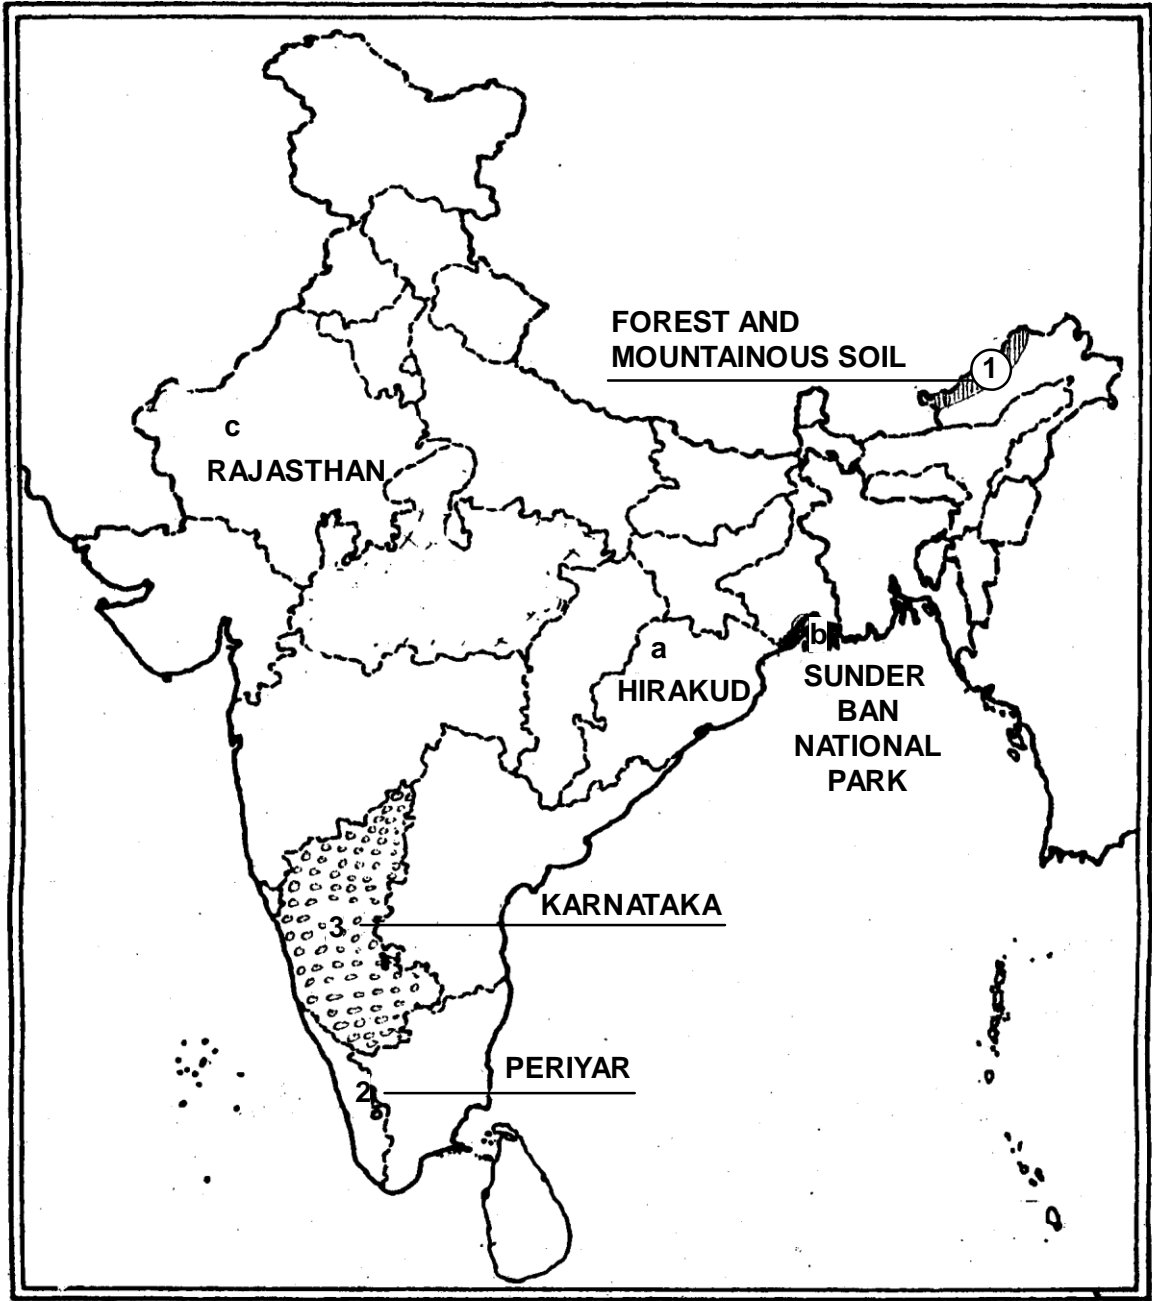 FOREST AND
MOUNTAINOUS SOIL
1
c
RAJASTHAN
a
HIRAKUD
b
SUNDER
BAN
NATIONAL
PARK
KARNATAKA
3
PERIYAR
2